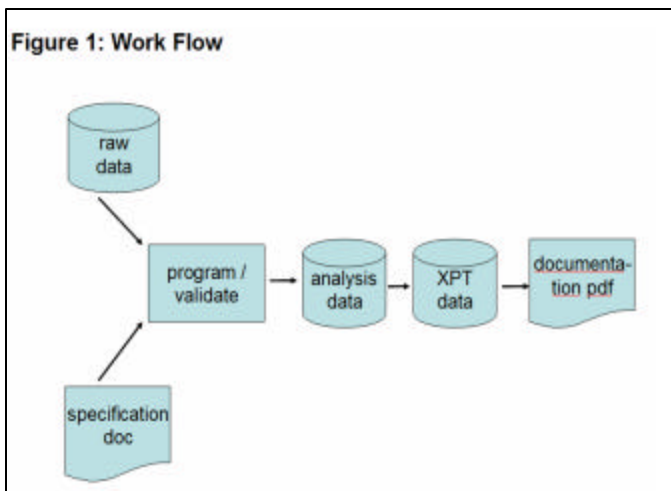 Figure 1: Work Flow
raw
data
program /
validate
analysis
data
XPT
data
documenta-
tion pdf
specification
doc